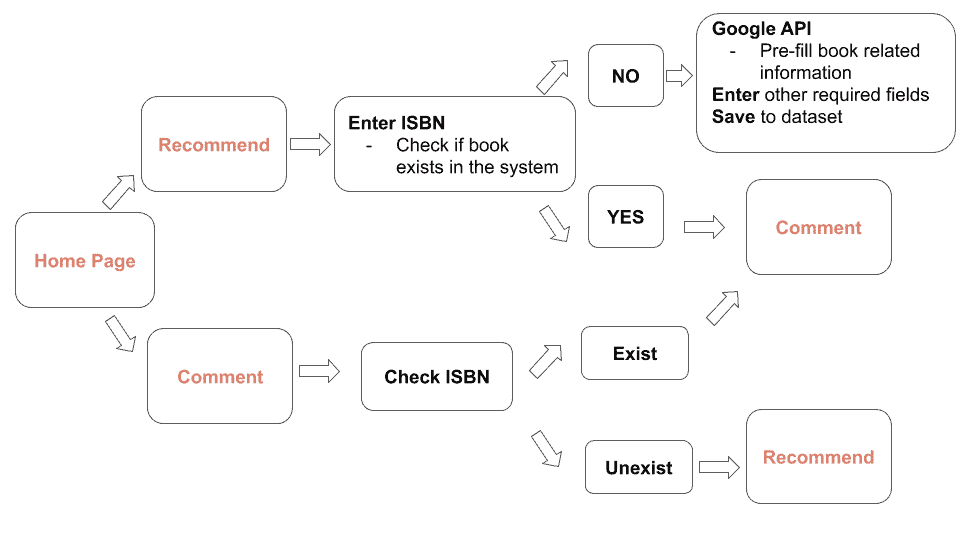 Google API
- Pre-fill book related
information
Enter other required fields
Save to dataset
NO
Recommend
Enter ISBN
- Check if book
exists in the system
YES
Comment
Home Page
Comment
Check ISBN
Exist
Unexist
Recommend